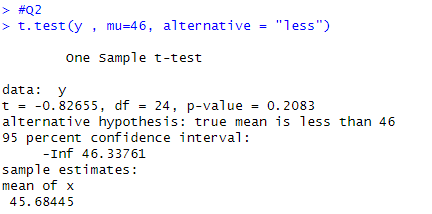 > #Q2
> t.test(y , mu=46, alternative = "less")
One Sample t-test
data:  y
t = -0.82655, df = 24, p-value = 0.2083
alternative hypothesis: true mean is less than 46
95 percent confidence interval:
-Inf 46.33761
sample estimates:
mean of x
45.68445